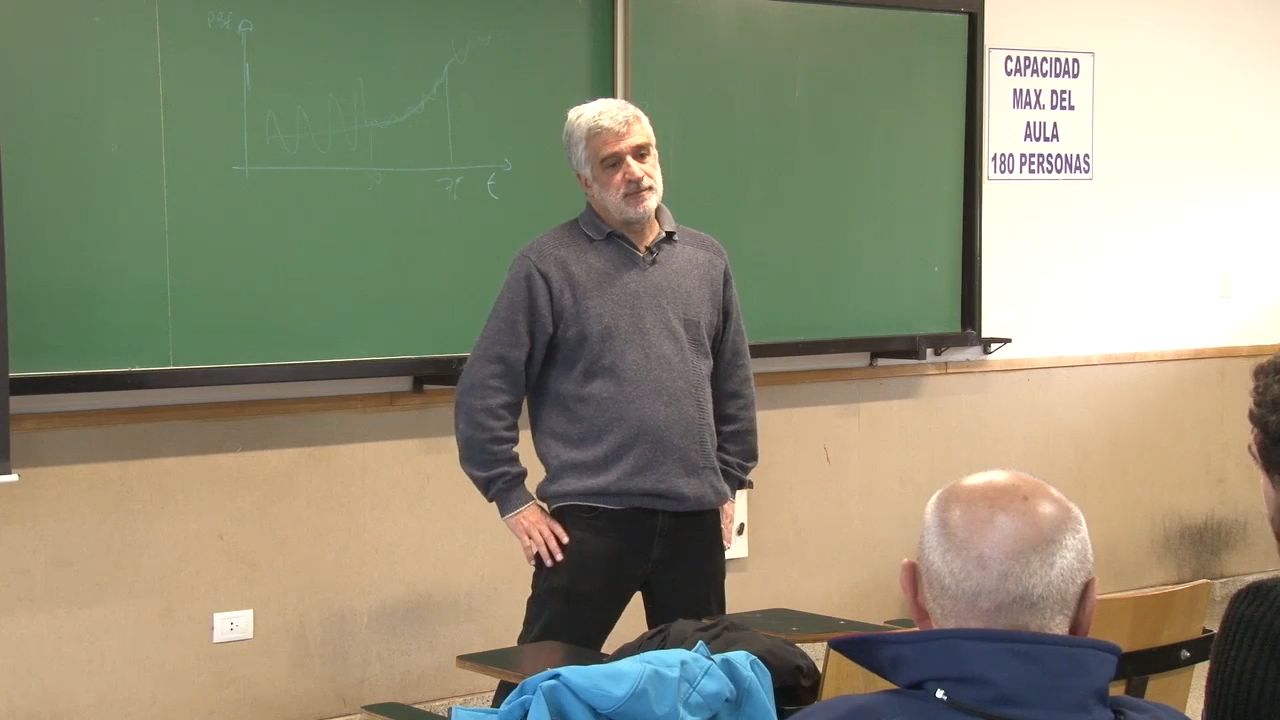 CAPACIDAD
MAX. DEL
AULA
180 PERSONAS
t